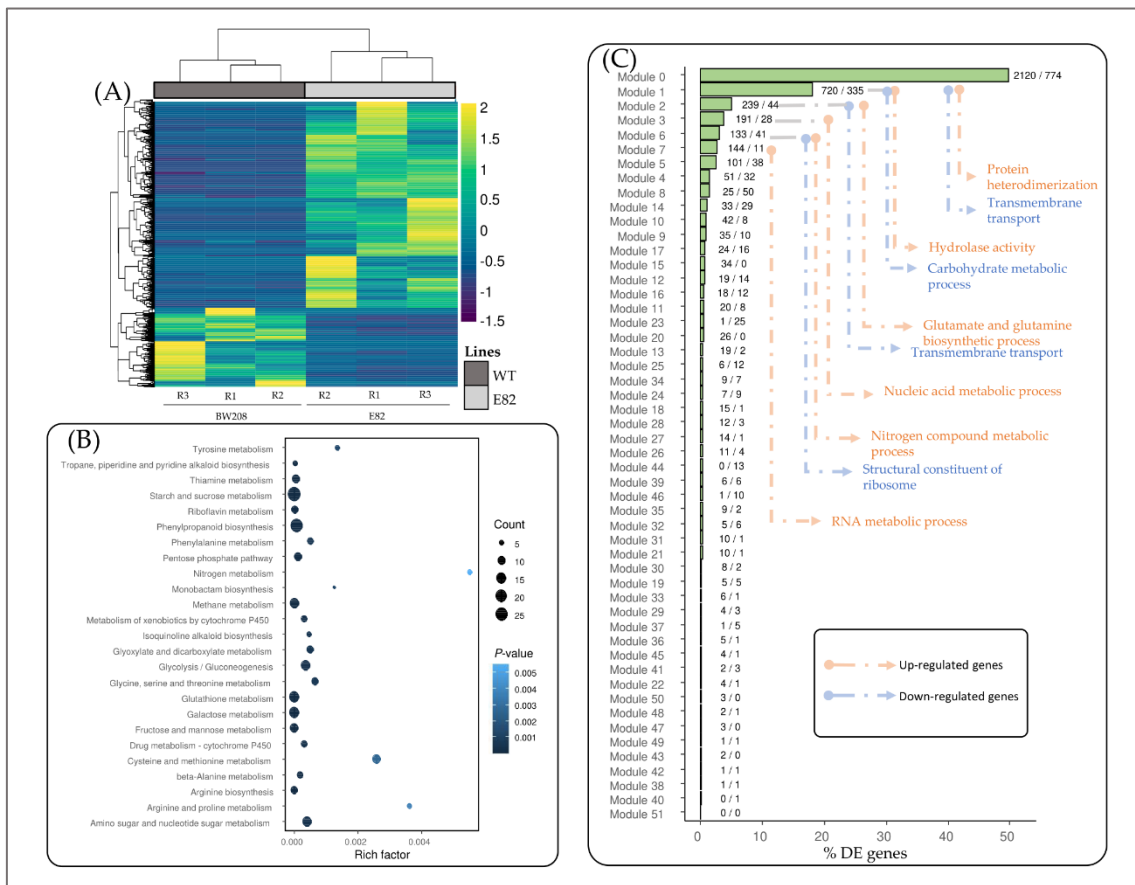 (A)
2
1.5
1
0.5
0
-0.5
-1
-1.5
Lines
WT
E82
R3 R1 R2 R2 R1 R3
BW208 E82
(B)
Tyrosine metabolism
Tropane, piperidine and pyridine alkaloid biosynthesis
Thiamine metabolism
Starch and sucrose metabolism
Riboflavin metabolism
Phenylpropanoid biosynthesis
Phenylalanine metabolism
Pentose phosphate pathway
Nitrogen metabolism
Monobactam biosynthesis
Methane metabolism
Metabolism of xenobiotics by cytochrome P450
Isoquinoline alkaloid biosynthesis
Glyoxylate and dicarboxylate metabolism
Glycolysis / Gluconeogenesis
Glycine, serine and threonine metabolism
Glutathione metabolism
Galactose metabolism
Fructose and mannose metabolism
Drug metabolism - cytochrome P450
Cysteine and methionine metabolism
beta-Alanine metabolism
Arginine biosynthesis
Arginine and proline metabolism
Amino sugar and nucleotide sugar metabolism
0.000 0.002 0.004
Rich factor
Count
5
10
15
20
25
P-value
0.005
0.004
0.003
0.002
0.001
(C)
Module 0 2120 / 774
Module 1 720 / 335
Module 2 239 / 44
Module 3 191 / 28
Module 6 133 / 41
Module 7 144 / 11
Module 5 101 / 38
Module 4 51 / 32
Module 8 25 / 50
Module 14 33 / 29
Module 10 42 / 8
Module 9 35 / 10
Module 17 24 / 16
Module 15 34 / 0
Module 12 19 / 14
Module 16 18 / 12
Module 11 20 / 8
Module 23 1 / 25
Module 20 26 / 0
Module 13 19 / 2
Module 25 6 / 12
Module 34 9 / 7
Module 24 7 / 9
Module 18 15 / 1
Module 28 12 / 3
Module 27 14 / 1
Module 26 11 / 4
Module 44 0 / 13
Module 39 6 / 6
Module 46 1 / 10
Module 35 9 / 2
Module 32 5 / 6
Module 31 10 / 1
Module 21 10 / 1
Module 30 8 / 2
Module 19 5 / 5
Module 33 6 / 1
Module 29 4 / 3
Module 37 1 / 5
Module 36 5 / 1
Module 45 4 / 1
Module 41 2 / 3
Module 22 4 / 1
Module 50 3 / 0
Module 48 2 / 1
Module 47 3 / 0
Module 49 1 / 1
Module 43 2 / 0
Module 42 1 / 1
Module 38 1 / 1
Module 40 0 / 1
Module 51 0 / 0
0 10 20 30 40 50
% DE genes
Protein
heterodimerization
Transmembrane
transport
Hydrolase activity
Carbohydrate metabolic
process
Glutamate and glutamine
biosynthetic process
Transmembrane transport
Nucleic acid metabolic process
Nitrogen compound metabolic
process
Structural constituent of
ribosome
RNA metabolic process
Up-regulated genes
Down-regulated genes